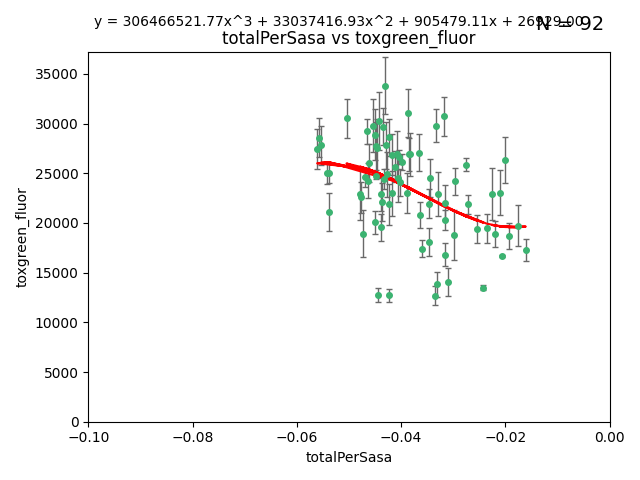 y = 306466521.77x^3 + 33037416.93x^2 + 905479.11x + 26929.00
N = 92
totalPerSasa vs toxgreen_fluor
35000
30000
25000
20000
15000
10000
5000
0
toxgreen_fluor
−0.10 −0.08 −0.06 −0.04 −0.02 0.00
totalPerSasa